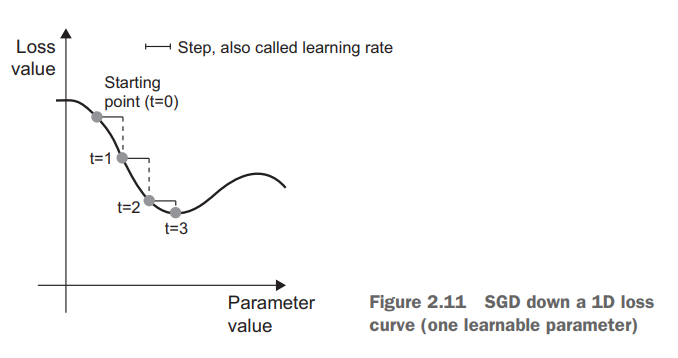 Loss
value
Step, also called learning rate
Starting
point (t=0)
t=1
t=2
t=3
Parameter
value
Figure 2.11 SGD down a 1D loss
curve (one learnable parameter)